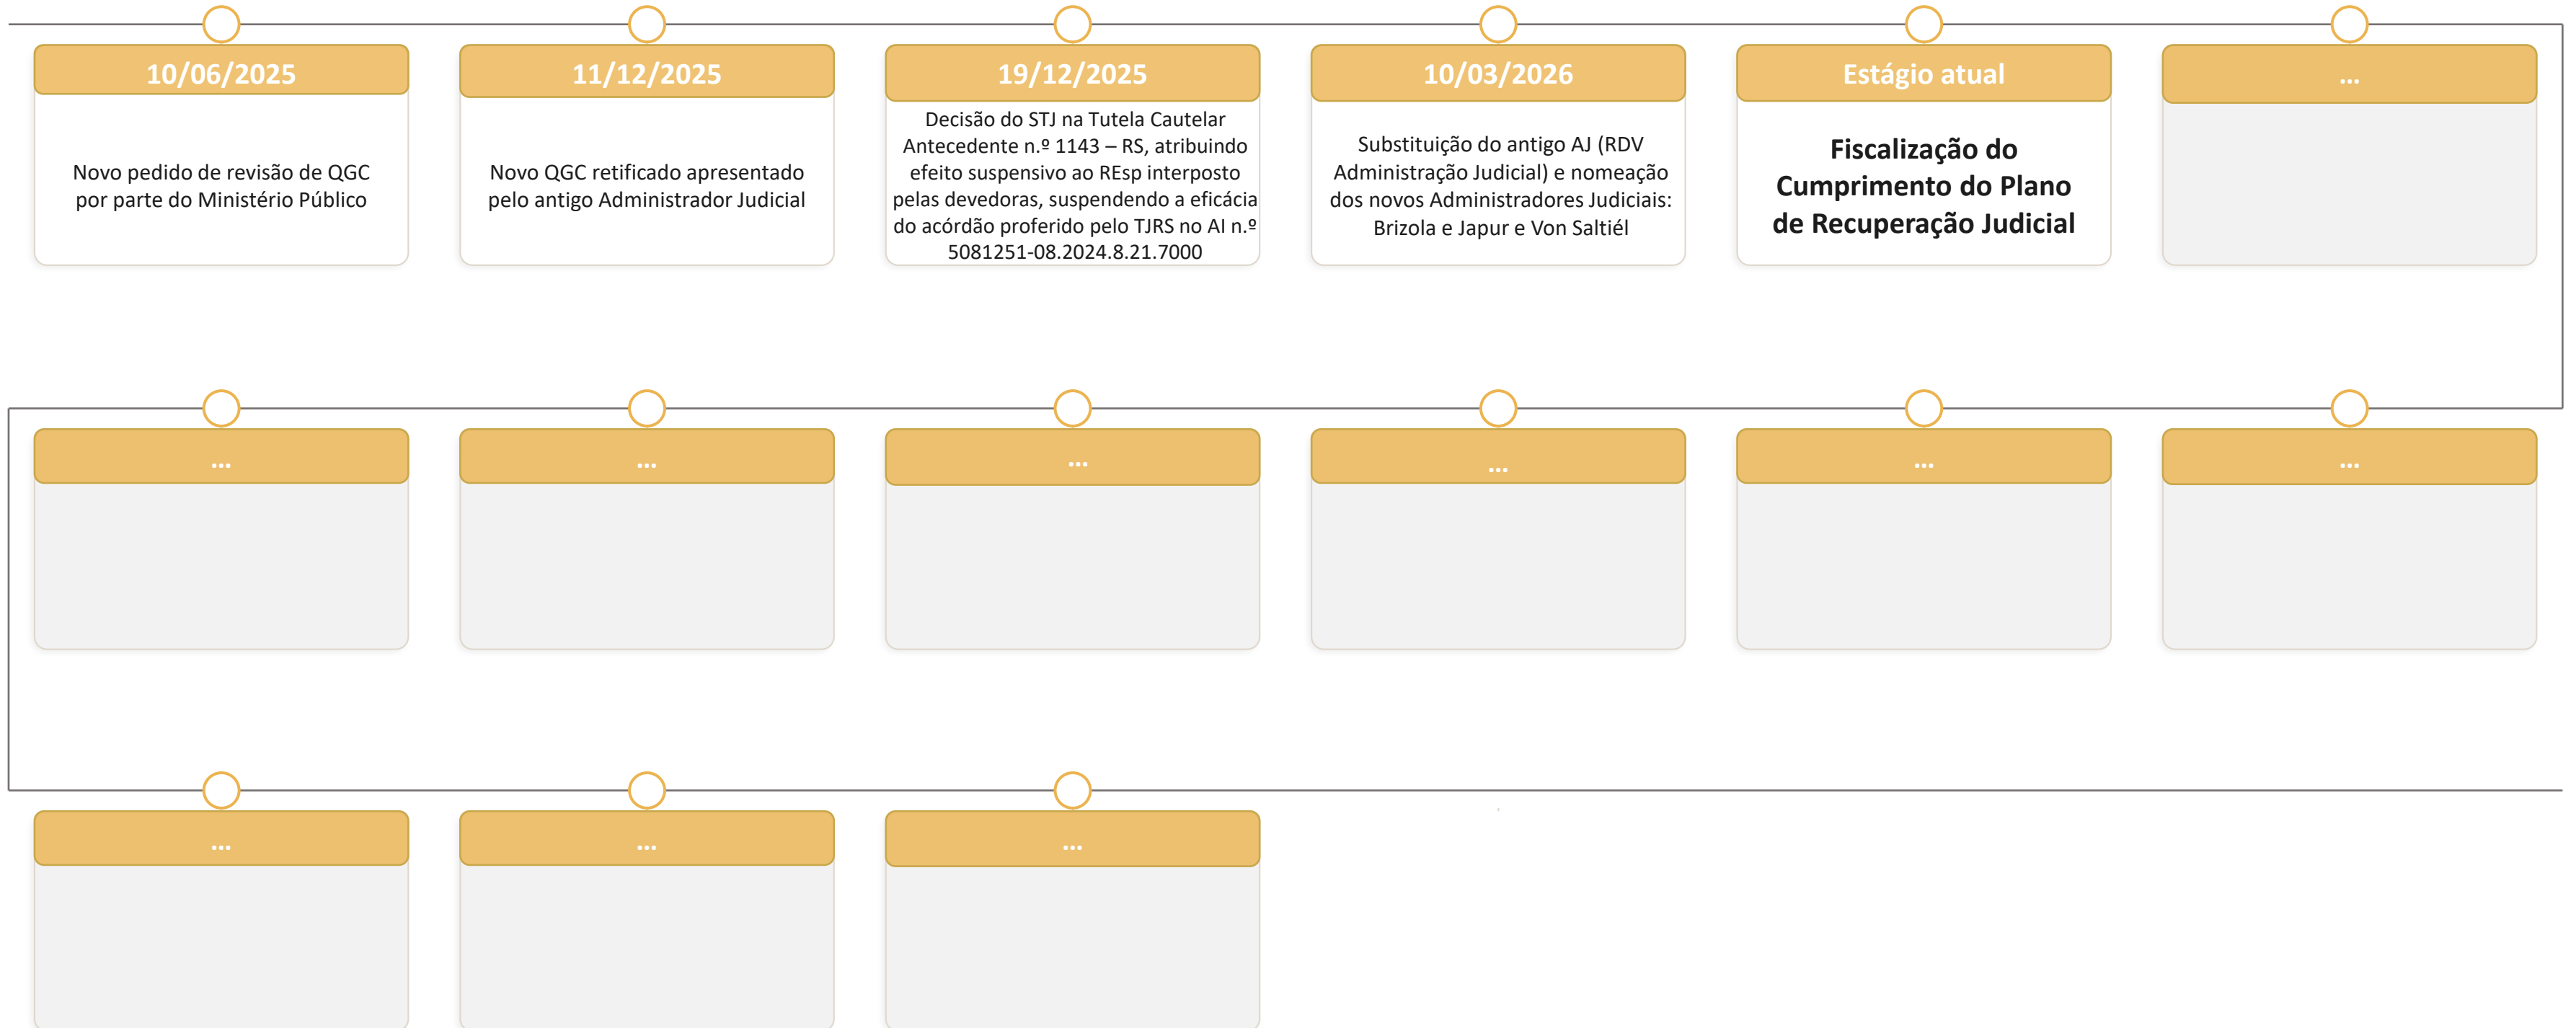 10/06/2025
Novo pedido de revisão de QGC
por parte do Ministério Público
11/12/2025
Novo QGC retificado apresentado
pelo antigo Administrador Judicial
19/12/2025
Decisão do STJ na Tutela Cautelar
Antecedente n.º 1143 – RS, atribuindo
efeito suspensivo ao REsp interposto
pelas devedoras, suspendendo a eficácia
do acórdão proferido pelo TJRS no AI n.º
5081251-08.2024.8.21.7000
10/03/2026
Substituição do antigo AJ (RDV
Administração Judicial) e nomeação
dos novos Administradores Judiciais:
Brizola e Japur e Von Saltiél
Estágio atual
Fiscalização do
Cumprimento do Plano
de Recuperação Judicial
...
...
...
...
...
...
...
...
...
...